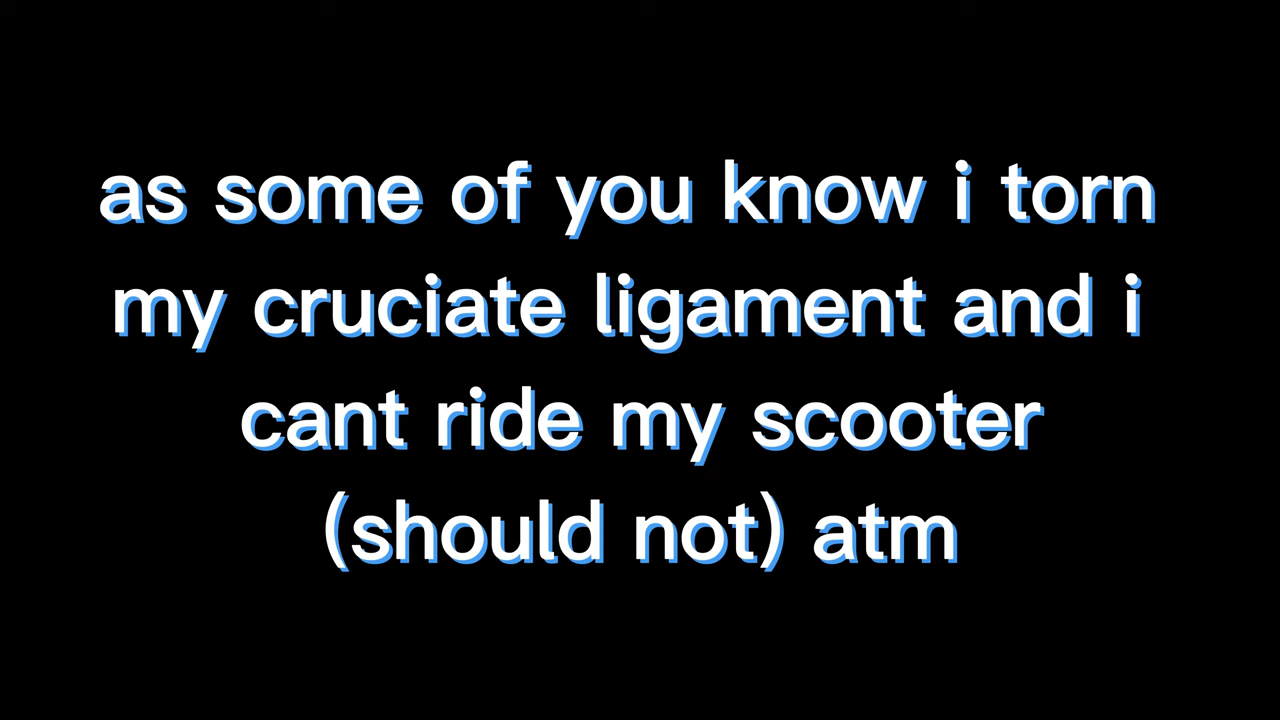 as some of you know i torn
my cruciate ligament and i
cant ride my scooter
(should not) atm